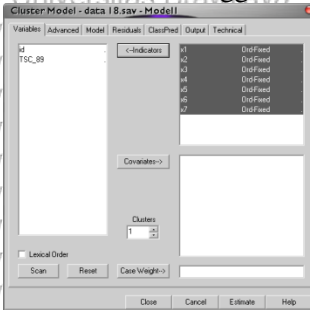 Cluster Model - data 18.sav - Model1
Variables Advanced Model Residuals ClassPred Output Technical
id .
TSC_89 .
<--Indicators
x1 Ord-Fixed
x2 Ord-Fixed
x3 Ord-Fixed
x4 Ord-Fixed
x5 Ord-Fixed
x6 Ord-Fixed
x7 Ord-Fixed
Covariates-->
Clusters
1
Lexical Order
Scan Reset Case Weight-->
Close Cancel Estimate Help